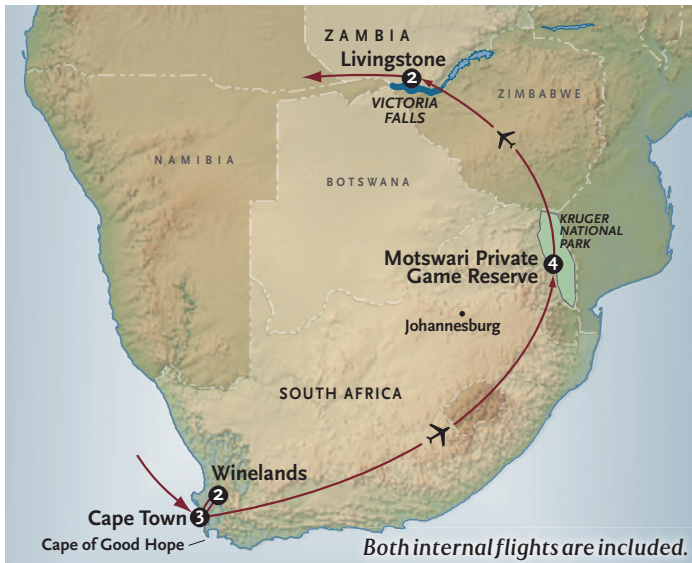 ZAMBIA
Livingstone
2
VICTORIA
FALLS
ZIMBABWE
NAMIBIA
BOTSWANA
KRUGER
NATIONAL
PARK
Motswari Private
Game Reserve
4
Johannesburg
SOUTH AFRICA
Winelands
2
Cape Town
3
Cape of Good Hope
Both internal flights are included.